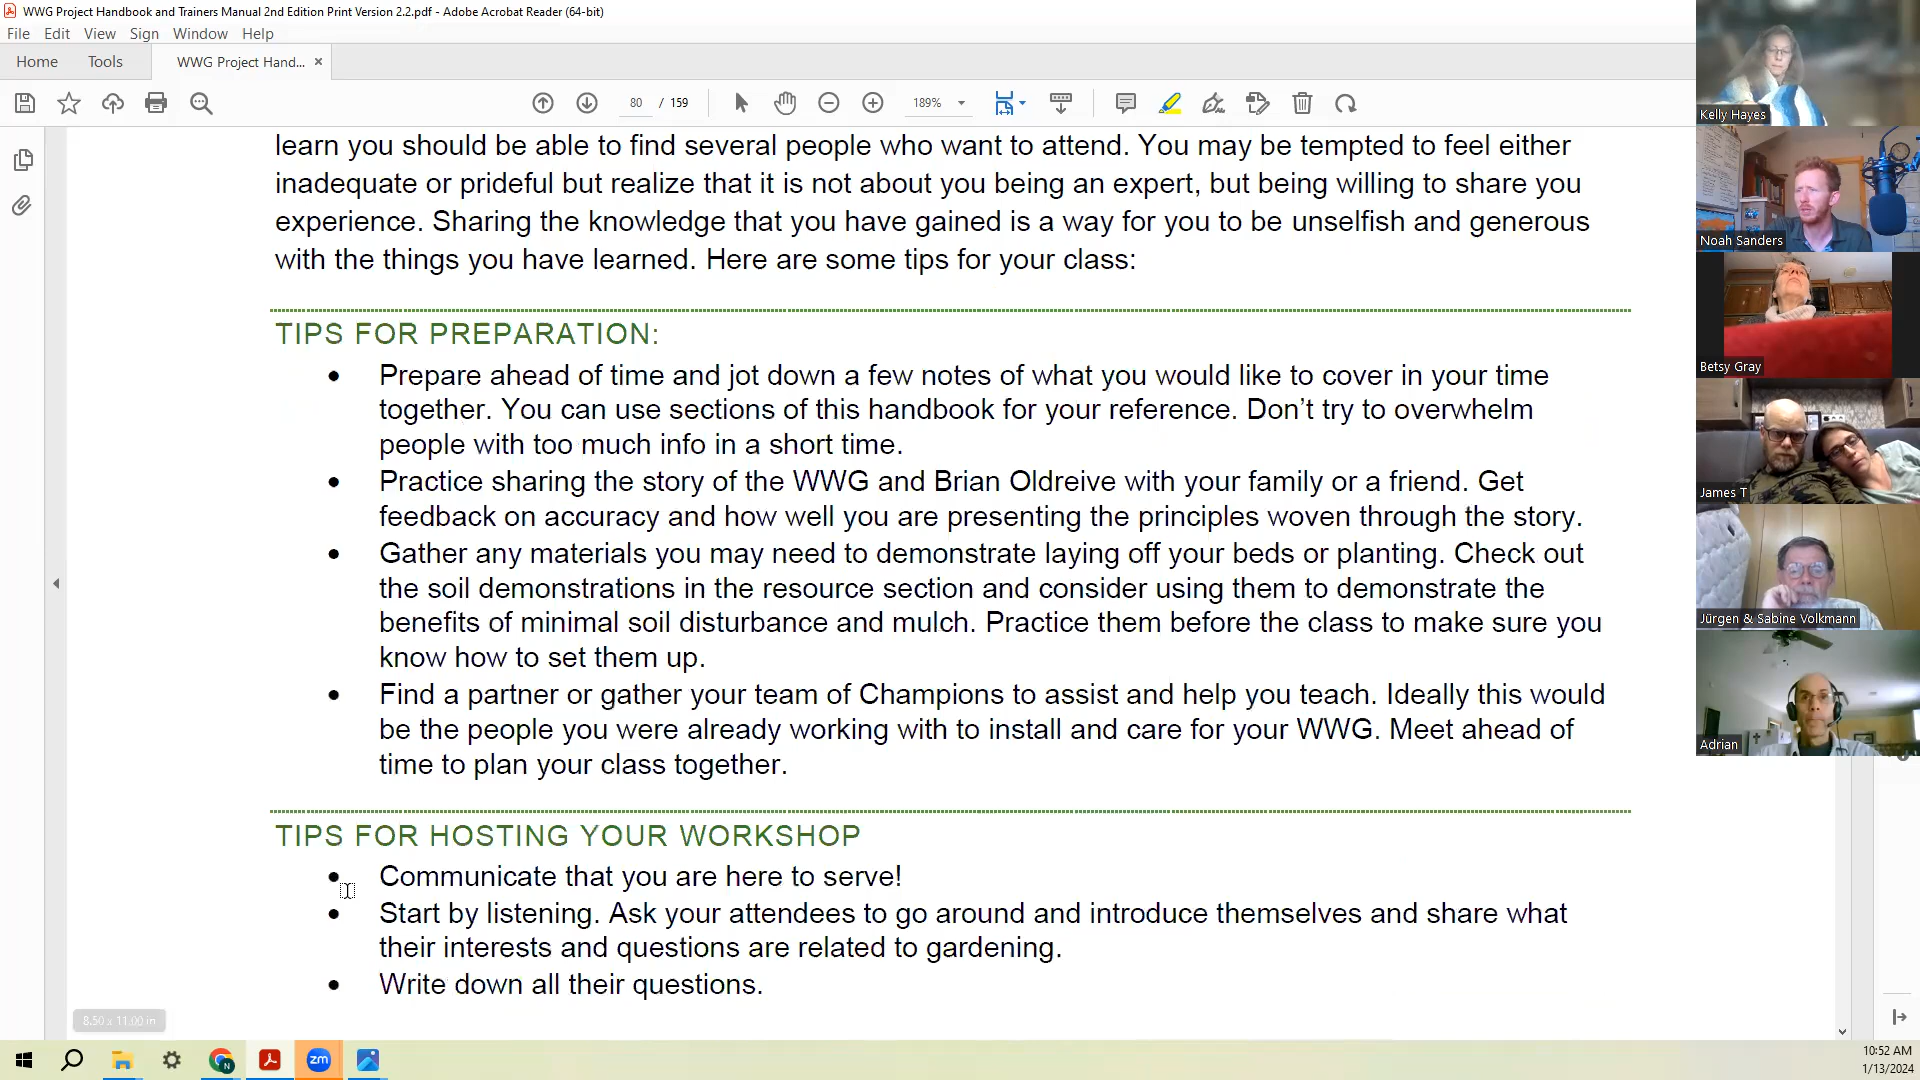 WWG Project Handbook and Trainers Manual 2nd Edition Print Version 2.2.pdf - Adobe Acrobat Reader (64-bit)
File Edit View Sign Window Help
Home Tools WWG Project Hand... ×
80 / 159 189%
learn you should be able to find several people who want to attend. You may be tempted to feel either
inadequate or prideful but realize that it is not about you being an expert, but being willing to share you
experience. Sharing the knowledge that you have gained is a way for you to be unselfish and generous
with the things you have learned. Here are some tips for your class:
TIPS FOR PREPARATION:
• Prepare ahead of time and jot down a few notes of what you would like to cover in your time
together. You can use sections of this handbook for your reference. Don’t try to overwhelm
people with too much info in a short time.
• Practice sharing the story of the WWG and Brian Oldreive with your family or a friend. Get
feedback on accuracy and how well you are presenting the principles woven through the story.
• Gather any materials you may need to demonstrate laying off your beds or planting. Check out
the soil demonstrations in the resource section and consider using them to demonstrate the
benefits of minimal soil disturbance and mulch. Practice them before the class to make sure you
know how to set them up.
• Find a partner or gather your team of Champions to assist and help you teach. Ideally this would
be the people you were already working with to install and care for your WWG. Meet ahead of
time to plan your class together.
TIPS FOR HOSTING YOUR WORKSHOP
• Communicate that you are here to serve!
• Start by listening. Ask your attendees to go around and introduce themselves and share what
their interests and questions are related to gardening.
• Write down all their questions.
8.50 x 11.00 in
Kelly Hayes
Noah Sanders
Betsy Gray
James T
Jürgen & Sabine Volkmann
Adrian
zm
N
10:52 AM
1/13/2024